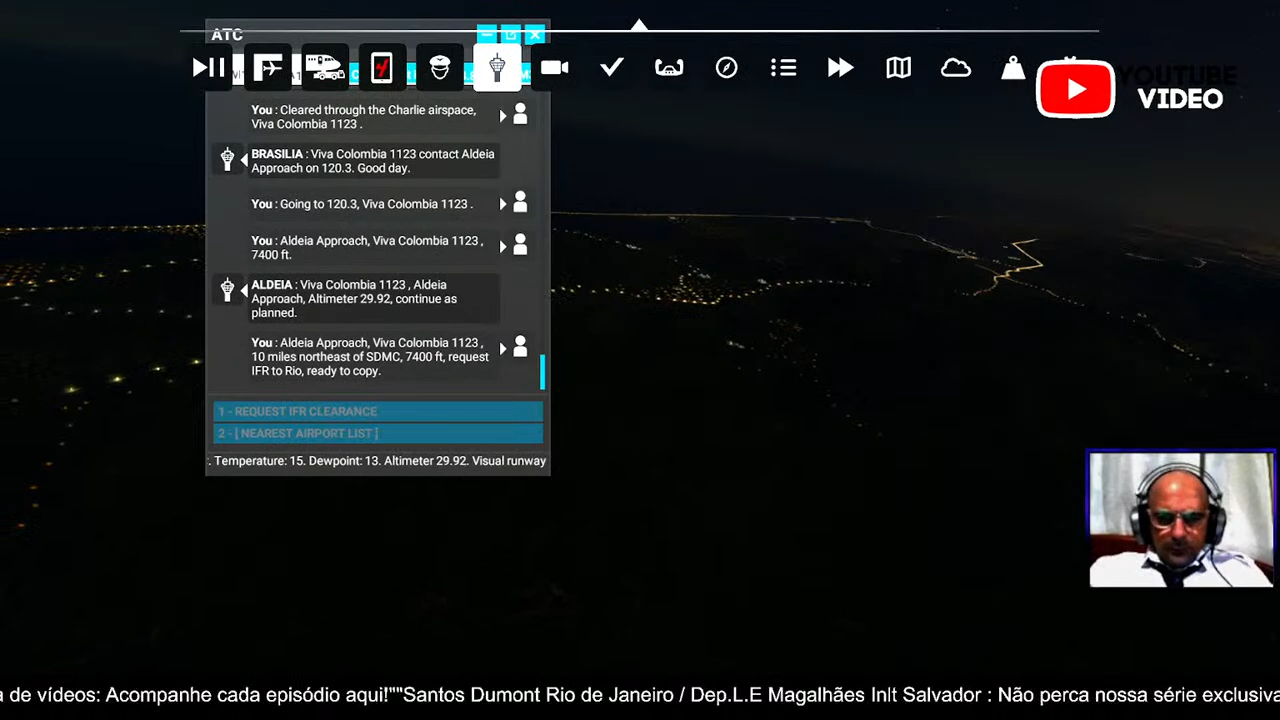 ATC
YOUTUBE
VIDEO
You : Cleared through the Charlie airspace,
Viva Colombia 1123 .
BRASILIA : Viva Colombia 1123 contact Aldeia
Approach on 120.3. Good day.
You : Going to 120.3, Viva Colombia 1123 .
You : Aldeia Approach, Viva Colombia 1123 ,
7400 ft.
ALDEIA : Viva Colombia 1123 , Aldeia
Approach, Altimeter 29.92, continue as
planned.
You : Aldeia Approach, Viva Colombia 1123 ,
10 miles northeast of SDMC, 7400 ft, request
IFR to Rio, ready to copy.
1 - REQUEST IFR CLEARANCE
2 - [ NEAREST AIRPORT LIST ]
. Temperature: 15. Dewpoint: 13. Altimeter 29.92. Visual runway
a de vídeos: Acompanhe cada episódio aqui!""Santos Dumont Rio de Janeiro / Dep.L.E Magalhães Inlt Salvador : Não perca nossa série exclusiva